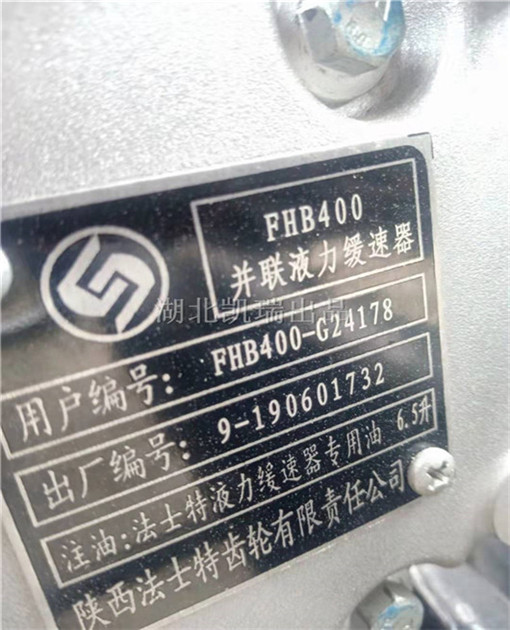 FHB400
并联液力缓速器
湖北凯瑞出品
用户编号: FHB400-G24178
出厂编号: 9-190601732
注油:法士特液力缓速器专用油 6.5升
陕西法士特齿轮有限责任公司